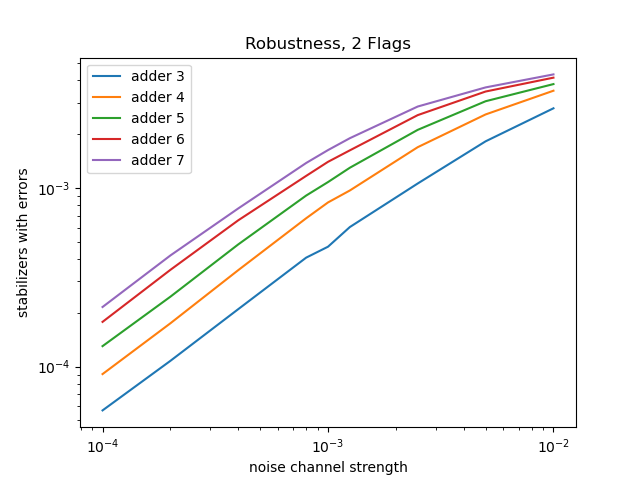 Robustness, 2 Flags
adder 3
adder 4
adder 5
adder 6
adder 7
stabilizers with errors
10⁻³
10⁻⁴
10⁻⁴ 10⁻³ 10⁻²
noise channel strength